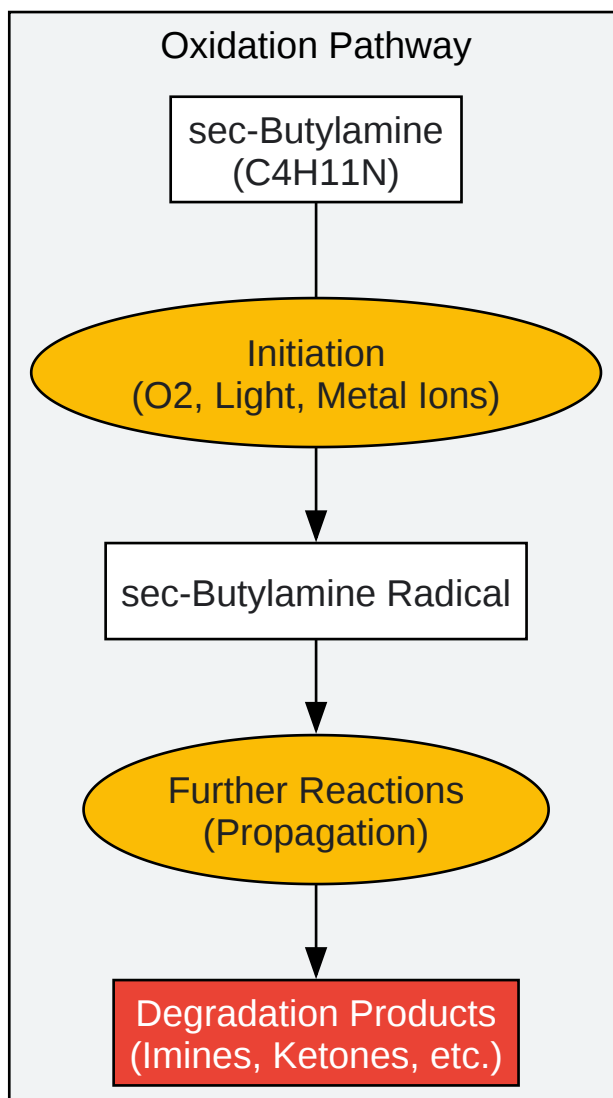 Oxidation Pathway
sec-Butylamine
(C4H11N)
Initiation
(O2, Light, Metal Ions)
sec-Butylamine Radical
Further Reactions
(Propagation)
Degradation Products
(Imines, Ketones, etc.)